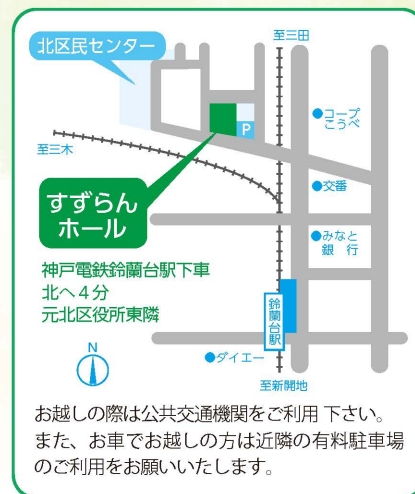 至三田
北区民センター
コープ
こうべ
P
至三木
交番
すずらん
ホール
みなと
銀行
神戸電鉄鈴蘭台駅下車
北へ4分
元北区役所東隣
鈴蘭台駅
N
ダイエー
至新開地
お越しの際は公共交通機関をご利用 下さい。
また、お車でお越しの方は近隣の有料駐車場
のご利用をお願いいたします。